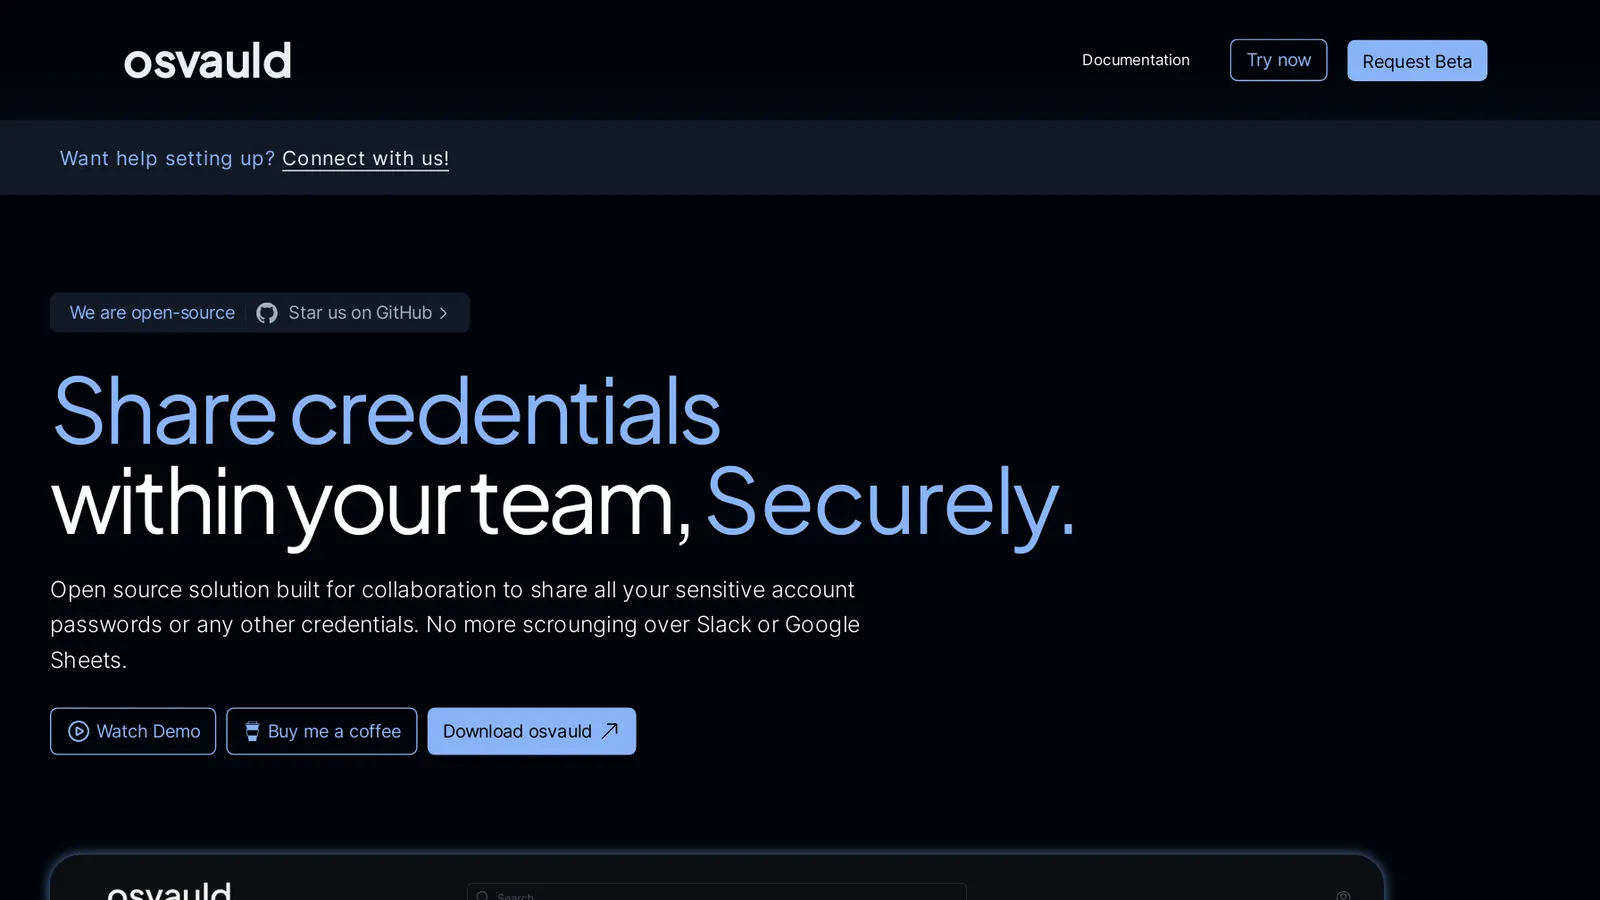 osvauld
Documentation
Try now
Request Beta
Want help setting up? Connect with us!
We are open-source
Star us on GitHub
Share credentials
within your team, Securely.
Open source solution built for collaboration to share all your sensitive account
passwords or any other credentials. No more scrounging over Slack or Google
Sheets.
Watch Demo
Buy me a coffee
Download osvauld
osvauld
Search